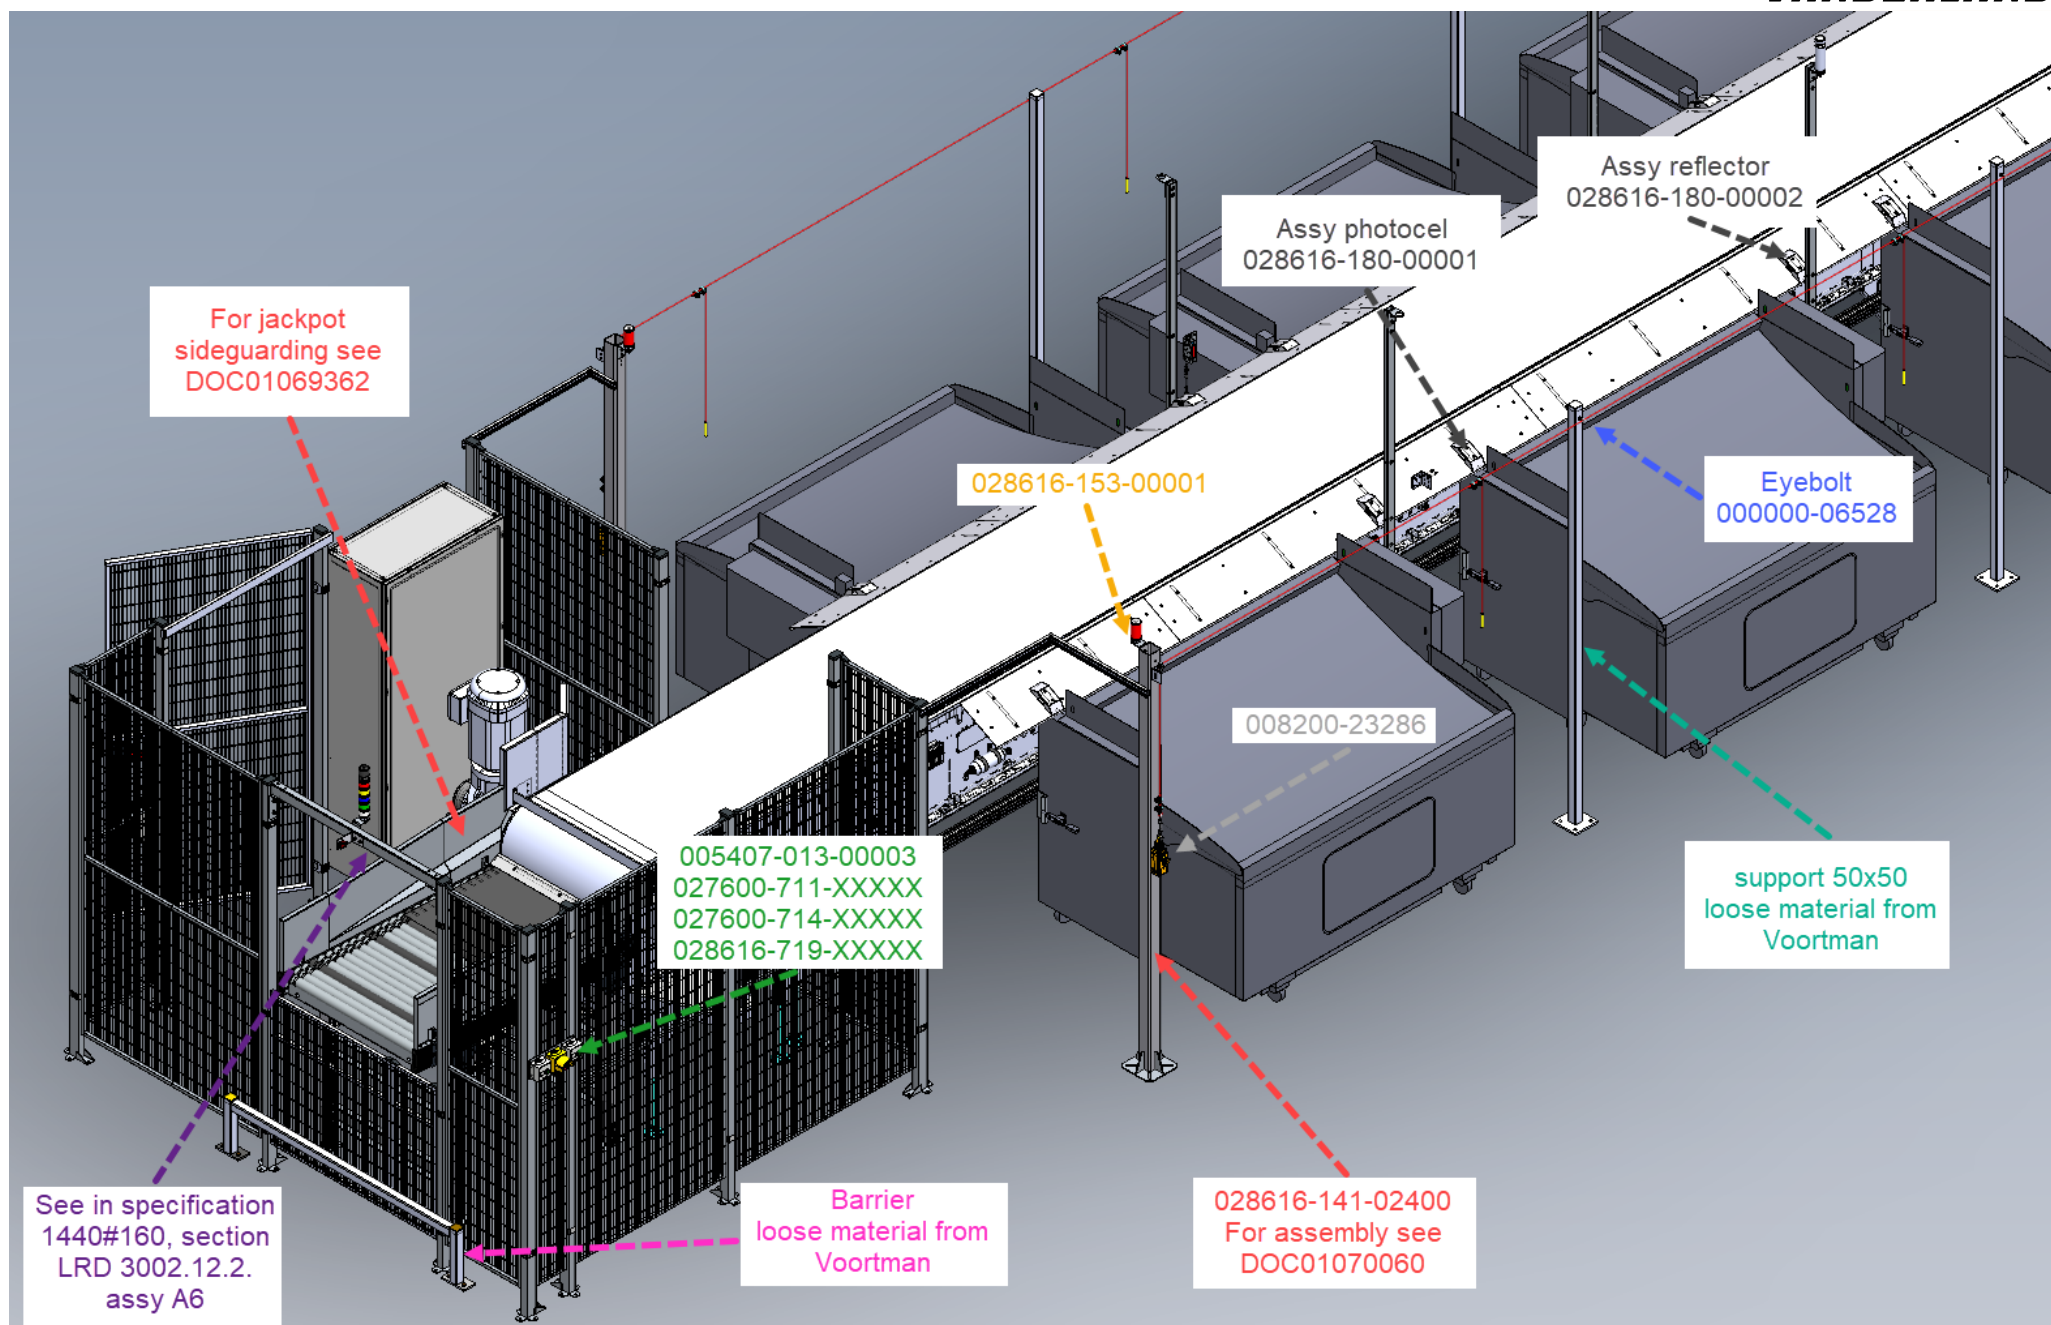 Assy reflector
028616-180-00002
Assy photocel
028616-180-00001
For jackpot
sideguarding see
DOC01069362
028616-153-00001
Eyebolt
000000-06528
008200-23286
005407-013-00003
027600-711-XXXXX
027600-714-XXXXX
028616-719-XXXXX
support 50x50
loose material from
Voortman
See in specification
1440#160, section
LRD 3002.12.2.
assy A6
Barrier
loose material from
Voortman
028616-141-02400
For assembly see
DOC01070060